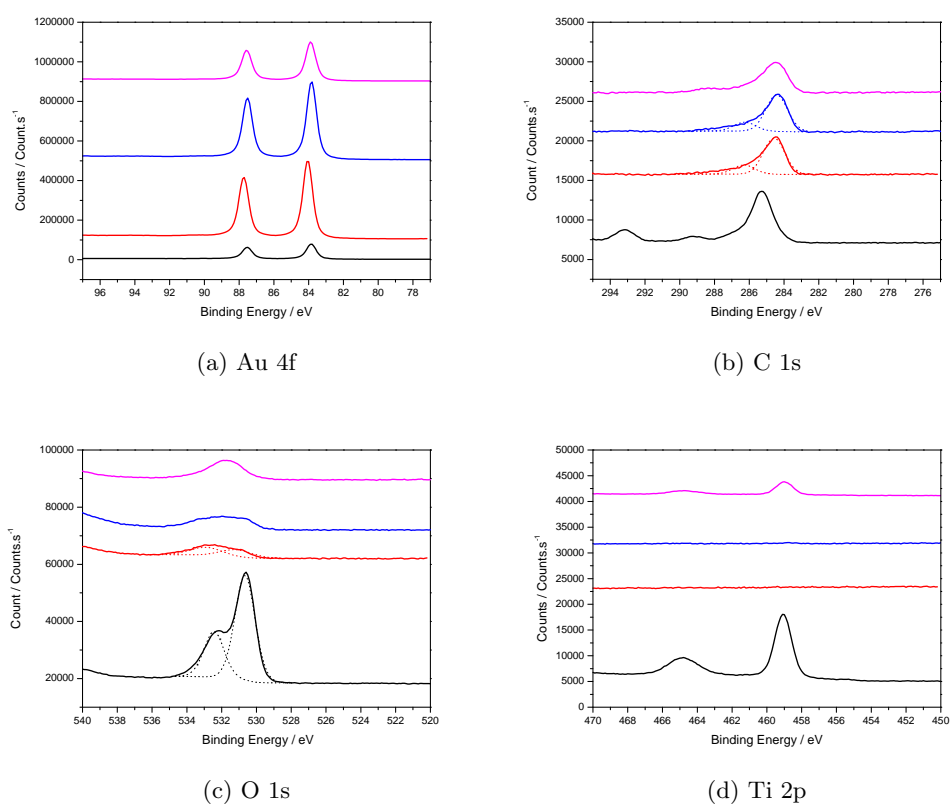 1200000
1000000
800000
600000
400000
200000
0
Counts / Count.s⁻¹
96 94 92 90 88 86 84 82 80 78
Binding Energy / eV
(a) Au 4f
35000
30000
25000
20000
15000
10000
5000
Count / Counts.s⁻¹
294 292 290 288 286 284 282 280 278 276
Binding Energy / eV
(b) C 1s
100000
80000
60000
40000
20000
Count / Counts.s⁻¹
540 538 536 534 532 530 528 526 524 522 520
Binding Energy / eV
(c) O 1s
50000
45000
40000
35000
30000
25000
20000
15000
10000
5000
0
Counts / Counts.s⁻¹
470 468 466 464 462 460 458 456 454 452 450
Binding Energy / eV
(d) Ti 2p